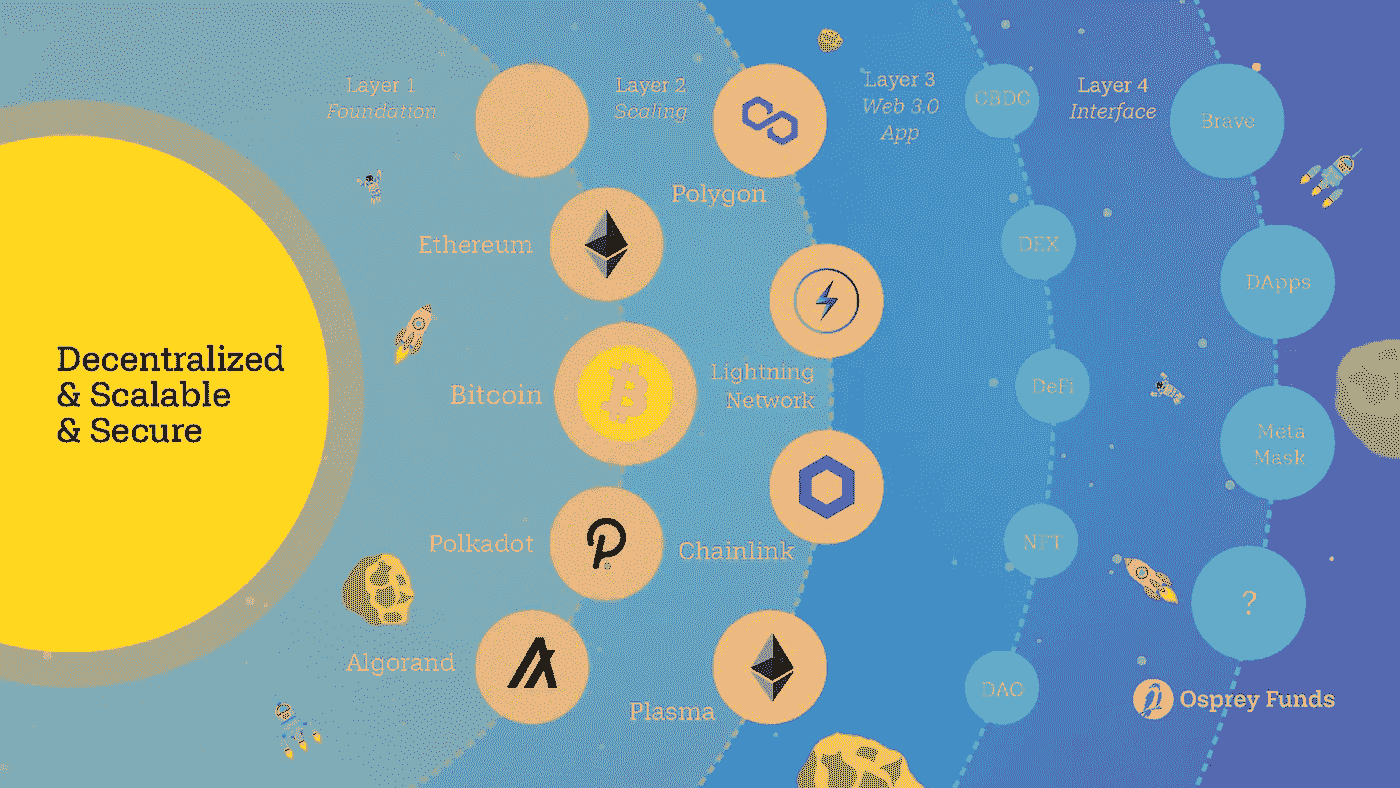 Layer 1
Foundation
Layer 2
Scaling
Layer 3
Web 3.0
App
CBDC
Layer 4
Interface
Brave
Polygon
Ethereum
DEX
DApps
Decentralized
& Scalable
& Secure
Bitcoin
Lightning
Network
DeFi
Meta
Mask
Polkadot
Chainlink
NFT
?
Algorand
Plasma
DAO
Osprey Funds